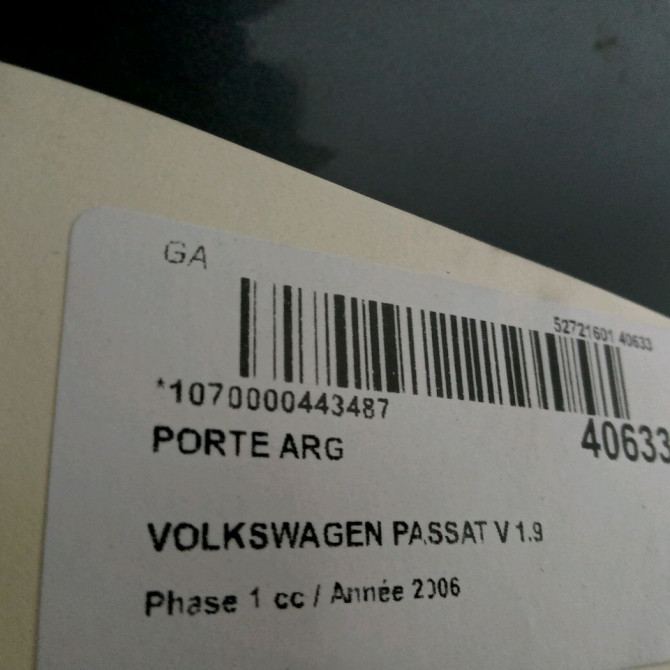 GA
52721601 40633
*1070000443487
PORTE ARG 40633
VOLKSWAGEN PASSAT V 1.9
Phase 1 cc / Année 2006